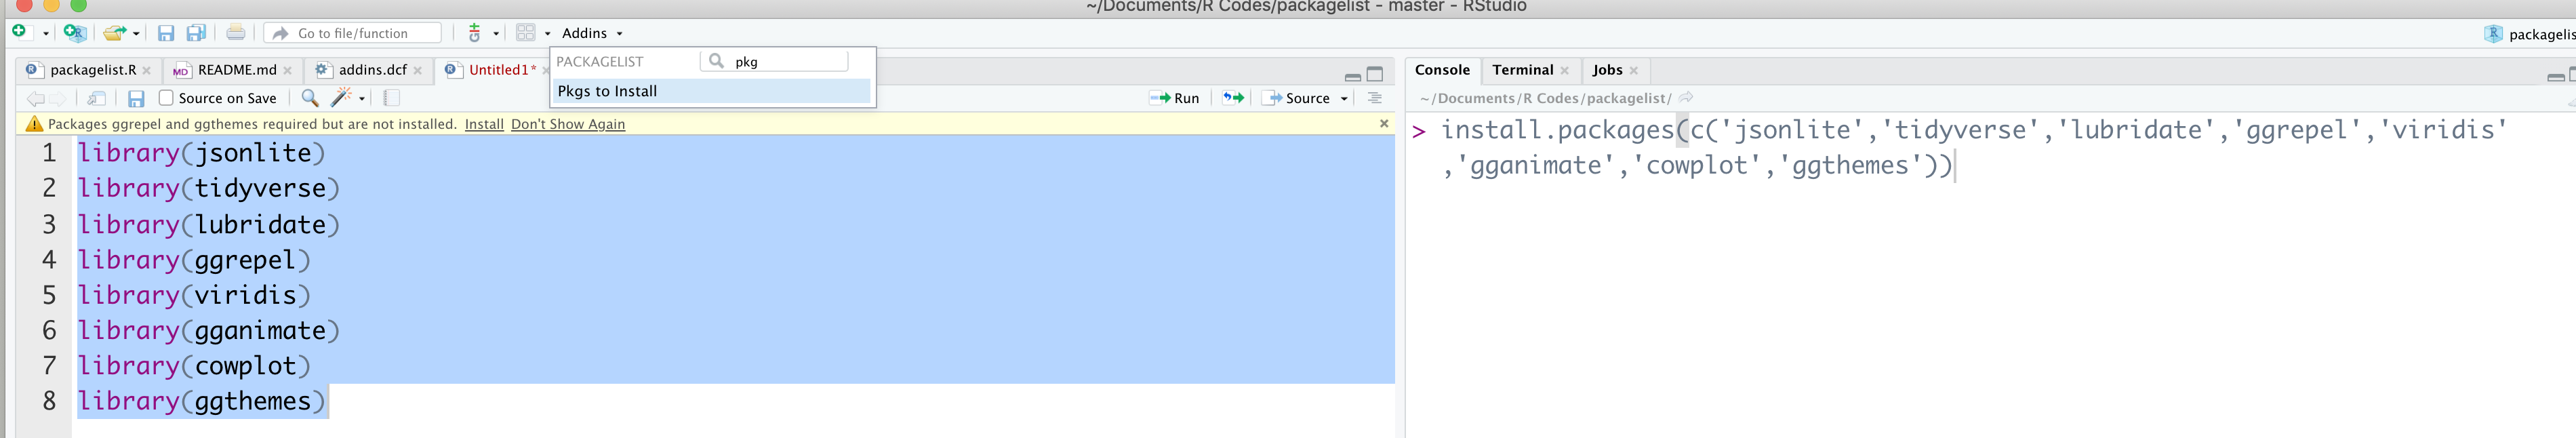 ~/Documents/R Codes/packagelist - master - RStudio
Go to file/function
Addins
packagelist.R
README.md
addins.dcf
Untitled1*
PACKAGELIST
pkg
Pkgs to Install
Source on Save
Run
Source
Packages ggrepel and ggthemes required but are not installed. Install Don't Show Again
1 library(jsonlite)
2 library(tidyverse)
3 library(lubridate)
4 library(ggrepel)
5 library(viridis)
6 library(gganimate)
7 library(cowplot)
8 library(ggthemes)
Console
Terminal
Jobs
~/Documents/R Codes/packagelist/
> install.packages(c('jsonlite','tidyverse','lubridate','ggrepel','viridis'
,'gganimate','cowplot','ggthemes'))